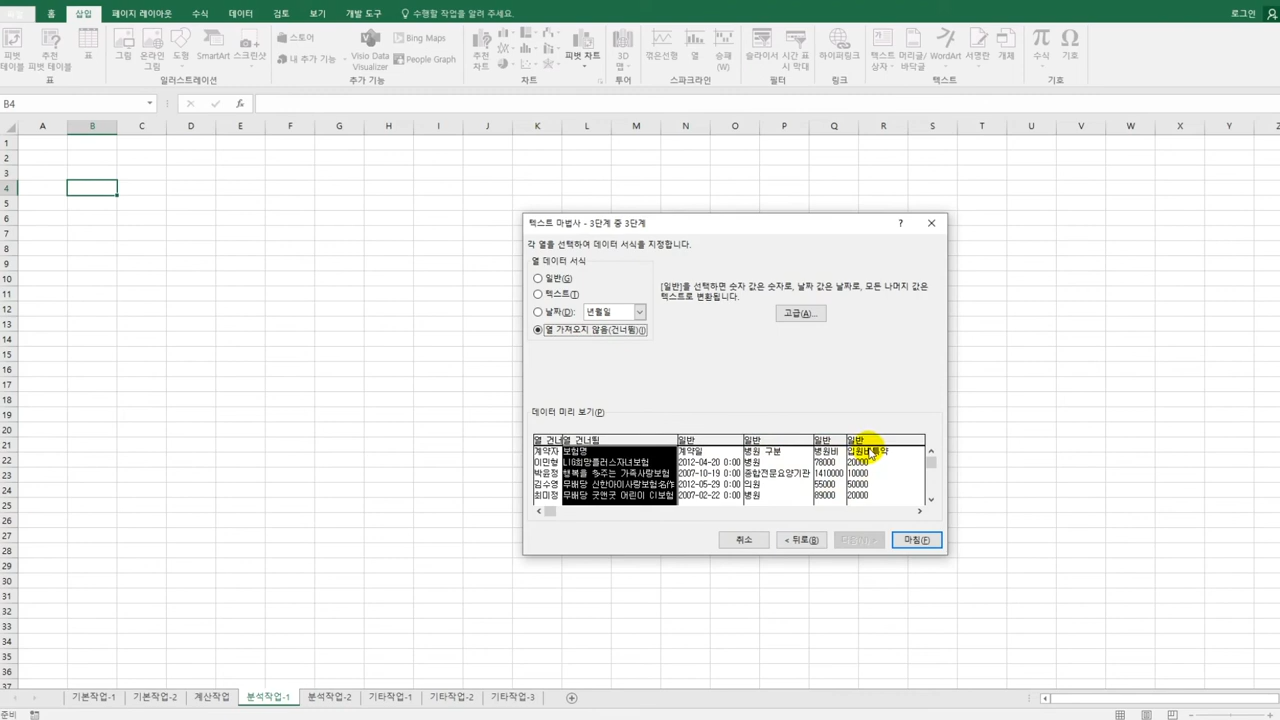 홈 삽입 페이지 레이아웃 수식 데이터 검토 보기 개발 도구 수행할 작업을 알려 주세요. 로그인
피벗 테이블 추천 피벗 테이블 표 그림 온라인 그림 도형 SmartArt 스크린샷 스토어 내 추가 기능 Visio Data Visualizer Bing Maps People Graph 추천 차트 피벗 차트 3D 맵 꺾은선형 열 승패 (W) 슬라이서 시간 표시 막대 하이퍼링크 텍스트 상자 머리글/바닥글 WordArt 서명란 개체 수식 기호
표 일러스트레이션 추가 기능 차트 투어 스파크라인 필터 링크 텍스트 기호
B4 fx
A B C D E F G H I J K L M N O P Q R S T U V W X Y Z
1
2
3
4
5
6
7
8
9
10
11
12
13
14
15
16
17
18
19
20
21
22
23
24
25
26
27
28
29
30
31
32
33
34
35
36
37
텍스트 마법사 - 3단계 중 3단계 ?
각 열을 선택하여 데이터 서식을 지정합니다.
열 데이터 서식
일반(G)
텍스트(T)
날짜(D): 년월일
열 가져오지 않음(건너뜀)(I)
[일반]을 선택하면 숫자 값은 숫자로, 날짜 값은 날짜로, 모든 나머지 값은
텍스트로 변환됩니다.
고급(A)...
데이터 미리 보기(P)
열 건너 열 건너뜀 일반 일반 일반 일반
계약자 보험명 계약일 병원 구분 병원비 입원비특약
이민형 LIG희망플러스자녀보험 2012-04-20 0:00 병원 78000 20000
박윤정 행복을 多주는 가족사랑보험 2007-10-19 0:00 종합전문요양기관 1410000 10000
김수영 무배당 신한아이사랑보험:名作 2012-05-29 0:00 의원 55000 50000
최미정 무배당 굿앤굿 어린이 CI보험 2007-02-22 0:00 병원 89000 20000
취소 < 뒤로(B) 다음(N) > 마침(F)
기본작업-1 기본작업-2 계산작업 분석작업-1 분석작업-2 기타작업-1 기타작업-2 기타작업-3
준비